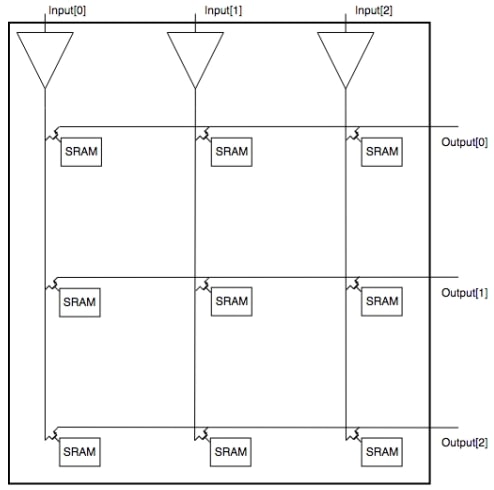 Input[0] Input[1] Input[2]
SRAM SRAM SRAM
Output[0]
SRAM SRAM SRAM
Output[1]
SRAM SRAM SRAM
Output[2]